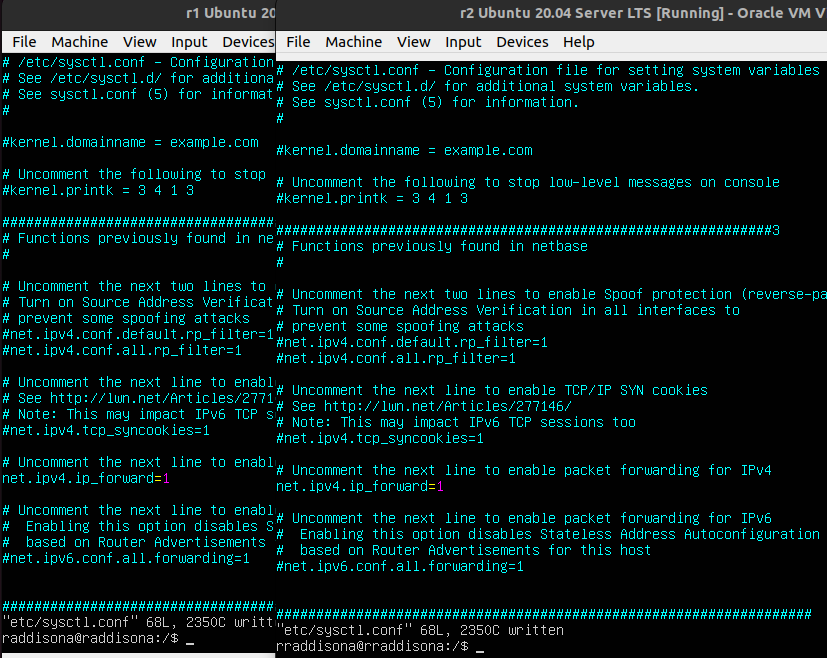 r1 Ubuntu 20
File Machine View Input Devices
# /etc/sysctl.conf - Configuration
# See /etc/sysctl.d/ for additiona
# See sysctl.conf (5) for informat
#
#kernel.domainname = example.com
# Uncomment the following to stop
#kernel.printk = 3 4 1 3
##################################
# Functions previously found in ne
#
# Uncomment the next two lines to
# Turn on Source Address Verificat
# prevent some spoofing attacks
#net.ipv4.conf.default.rp_filter=1
#net.ipv4.conf.all.rp_filter=1
# Uncomment the next line to enabl
# See http://lwn.net/Articles/2771
# Note: This may impact IPv6 TCP s
#net.ipv4.tcp_syncookies=1
# Uncomment the next line to enabl
net.ipv4.ip_forward=1
# Uncomment the next line to enabl
#  Enabling this option disables S
#  based on Router Advertisements
#net.ipv6.conf.all.forwarding=1
##################################
"etc/sysctl.conf" 68L, 2350C writt
raddisona@raddisona:/$ _
r2 Ubuntu 20.04 Server LTS [Running] - Oracle VM V
File Machine View Input Devices Help
# /etc/sysctl.conf - Configuration file for setting system variables
# See /etc/sysctl.d/ for additional system variables.
# See sysctl.conf (5) for information.
#
#kernel.domainname = example.com
# Uncomment the following to stop low-level messages on console
#kernel.printk = 3 4 1 3
##############################################################3
# Functions previously found in netbase
#
# Uncomment the next two lines to enable Spoof protection (reverse-pa
# Turn on Source Address Verification in all interfaces to
# prevent some spoofing attacks
#net.ipv4.conf.default.rp_filter=1
#net.ipv4.conf.all.rp_filter=1
# Uncomment the next line to enable TCP/IP SYN cookies
# See http://lwn.net/Articles/277146/
# Note: This may impact IPv6 TCP sessions too
#net.ipv4.tcp_syncookies=1
# Uncomment the next line to enable packet forwarding for IPv4
net.ipv4.ip_forward=1
# Uncomment the next line to enable packet forwarding for IPv6
#  Enabling this option disables Stateless Address Autoconfiguration
#  based on Router Advertisements for this host
#net.ipv6.conf.all.forwarding=1
###################################################################
"etc/sysctl.conf" 68L, 2350C written
rraddisona@rraddisona:/$ _